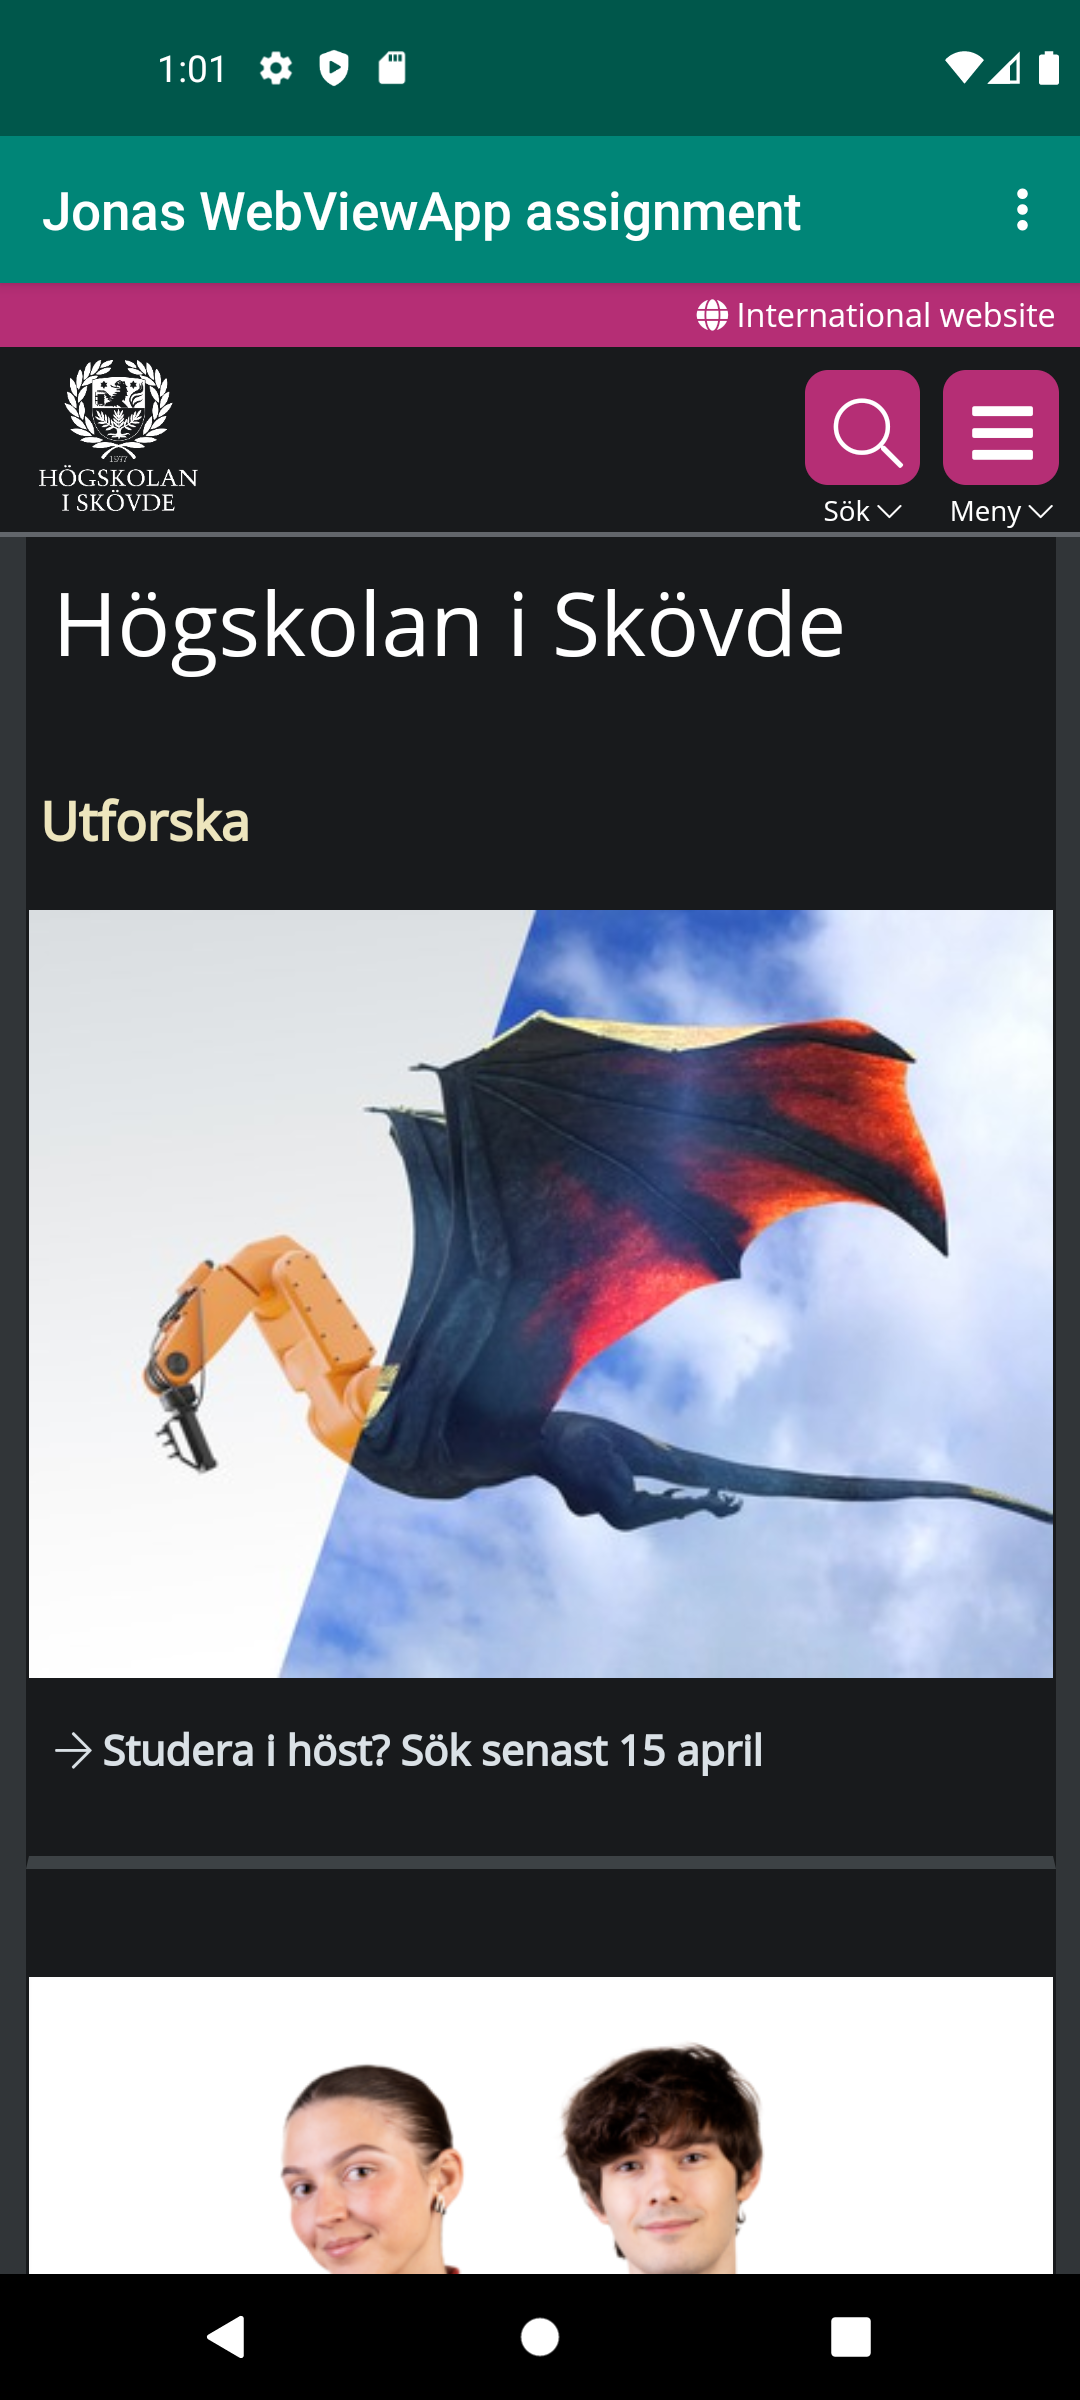 1:01
Jonas WebViewApp assignment
International website
1977
HÖGSKOLAN
I SKÖVDE
Sök
Meny
Högskolan i Skövde
Utforska
Studera i höst? Sök senast 15 april